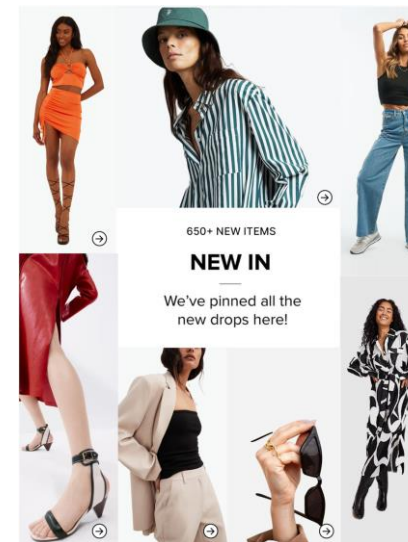 650+ NEW ITEMS
NEW IN
We've pinned all the
new drops here!